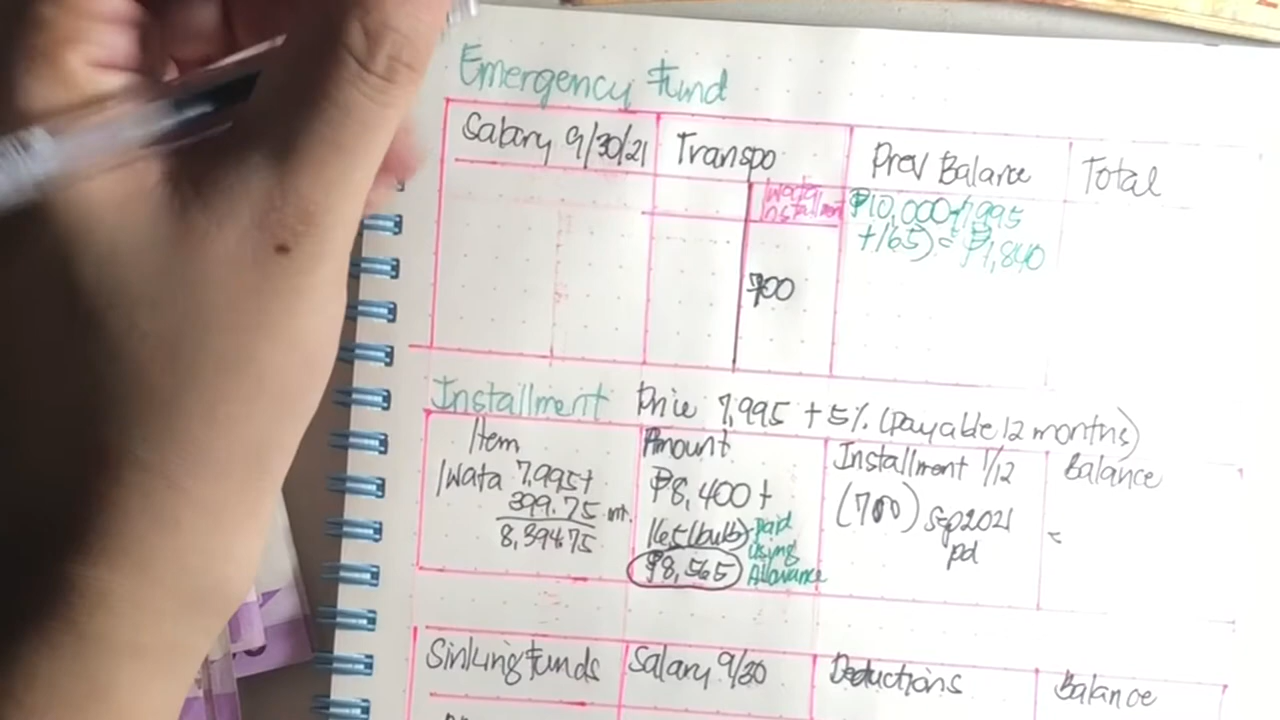 Emergency Fund
Salary 9/30/21 Transpo Prev Balance Total
Iwata
Installment
₱10,000-(7,995
+165) = ₱1,840
700
Installment Price 7,995 + 5% (payable 12 months)
Item Amount Installment 1/12 Balance
Iwata 7,995+
399.75 int.
8,394.75
₱8,400+
165 (bulb)
₱8,565
paid
using
Allowance
(700) Sep 2021
pd
=
Sinking Funds Salary 9/30 Deductions Balance